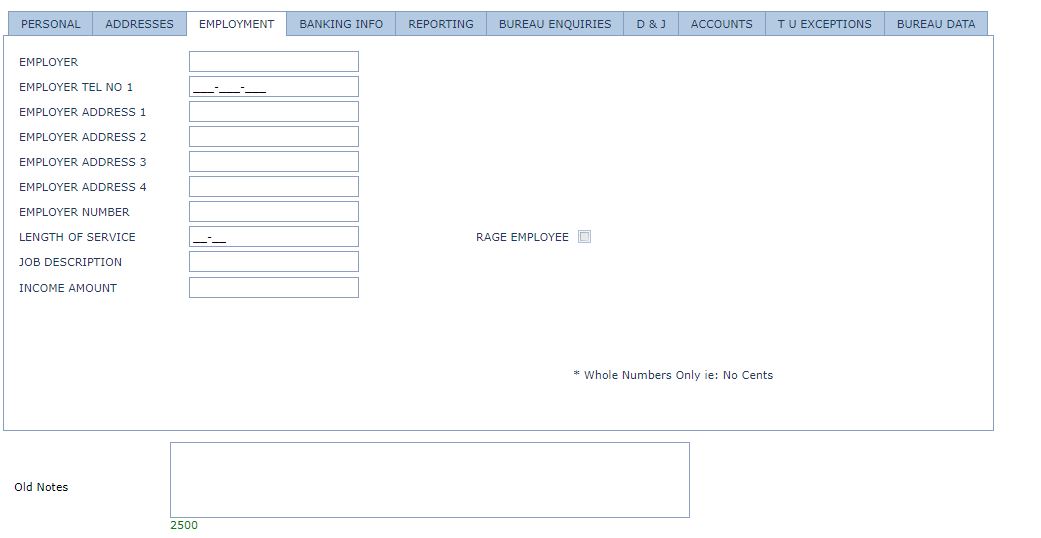 PERSONAL ADDRESSES EMPLOYMENT BANKING INFO REPORTING BUREAU ENQUIRIES D & J ACCOUNTS T U EXCEPTIONS BUREAU DATA
EMPLOYER
EMPLOYER TEL NO 1 ___-___-___
EMPLOYER ADDRESS 1
EMPLOYER ADDRESS 2
EMPLOYER ADDRESS 3
EMPLOYER ADDRESS 4
EMPLOYER NUMBER
LENGTH OF SERVICE __-__ RAGE EMPLOYEE
JOB DESCRIPTION
INCOME AMOUNT
* Whole Numbers Only ie: No Cents
Old Notes
2500